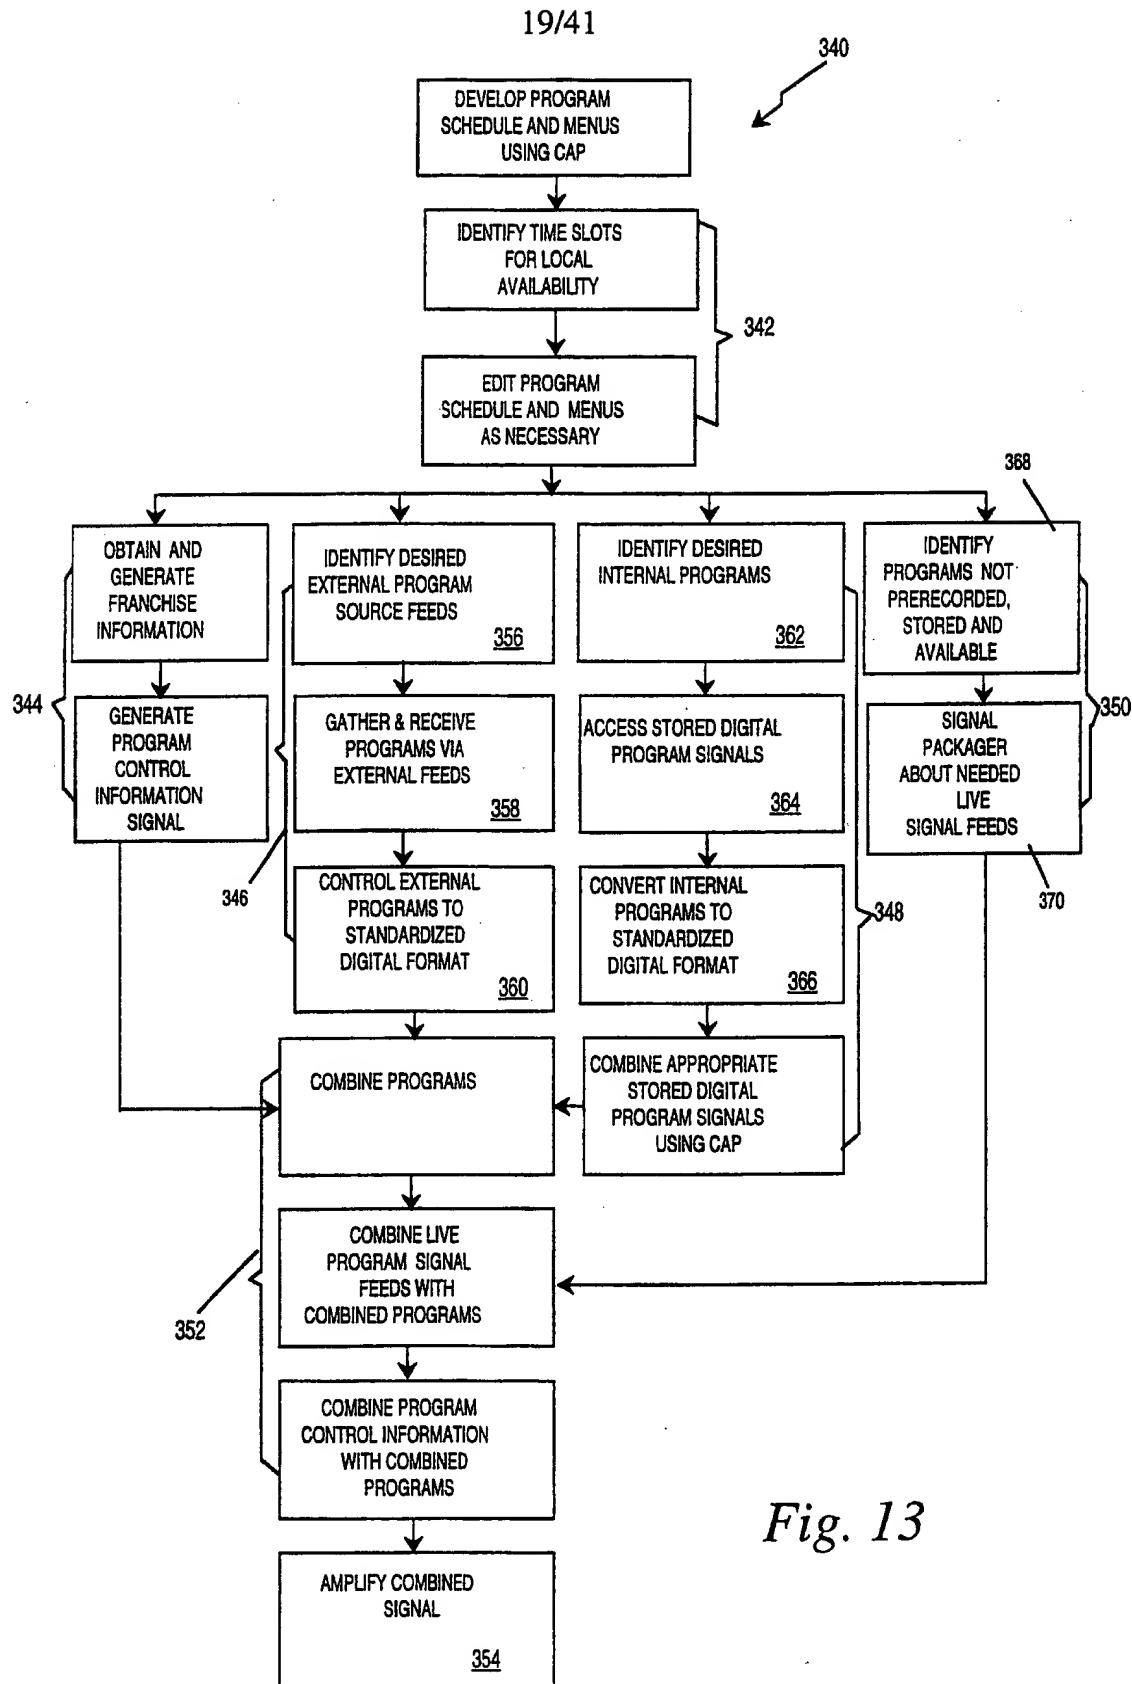 19/41
340
DEVELOP PROGRAM
SCHEDULE AND MENUS
USING CAP
IDENTIFY TIME SLOTS
FOR LOCAL
AVAILABILITY
342
EDIT PROGRAM
SCHEDULE AND MENUS
AS NECESSARY
368
OBTAIN AND
GENERATE
FRANCHISE
INFORMATION
IDENTIFY DESIRED
EXTERNAL PROGRAM
SOURCE FEEDS
356
IDENTIFY DESIRED
INTERNAL PROGRAMS
362
IDENTIFY
PROGRAMS NOT
PRERECORDED,
STORED AND
AVAILABLE
344
GENERATE
PROGRAM
CONTROL
INFORMATION
SIGNAL
GATHER & RECEIVE
PROGRAMS VIA
EXTERNAL FEEDS
358
ACCESS STORED DIGITAL
PROGRAM SIGNALS
364
SIGNAL
PACKAGER
ABOUT NEEDED
LIVE
SIGNAL FEEDS
350
346
CONTROL EXTERNAL
PROGRAMS TO
STANDARDIZED
DIGITAL FORMAT
360
CONVERT INTERNAL
PROGRAMS TO
STANDARDIZED
DIGITAL FORMAT
366
348
370
COMBINE PROGRAMS
COMBINE APPROPRIATE
STORED DIGITAL
PROGRAM SIGNALS
USING CAP
COMBINE LIVE
PROGRAM SIGNAL
FEEDS WITH
COMBINED PROGRAMS
352
COMBINE PROGRAM
CONTROL INFORMATION
WITH COMBINED
PROGRAMS
Fig. 13
AMPLIFY COMBINED
SIGNAL
354